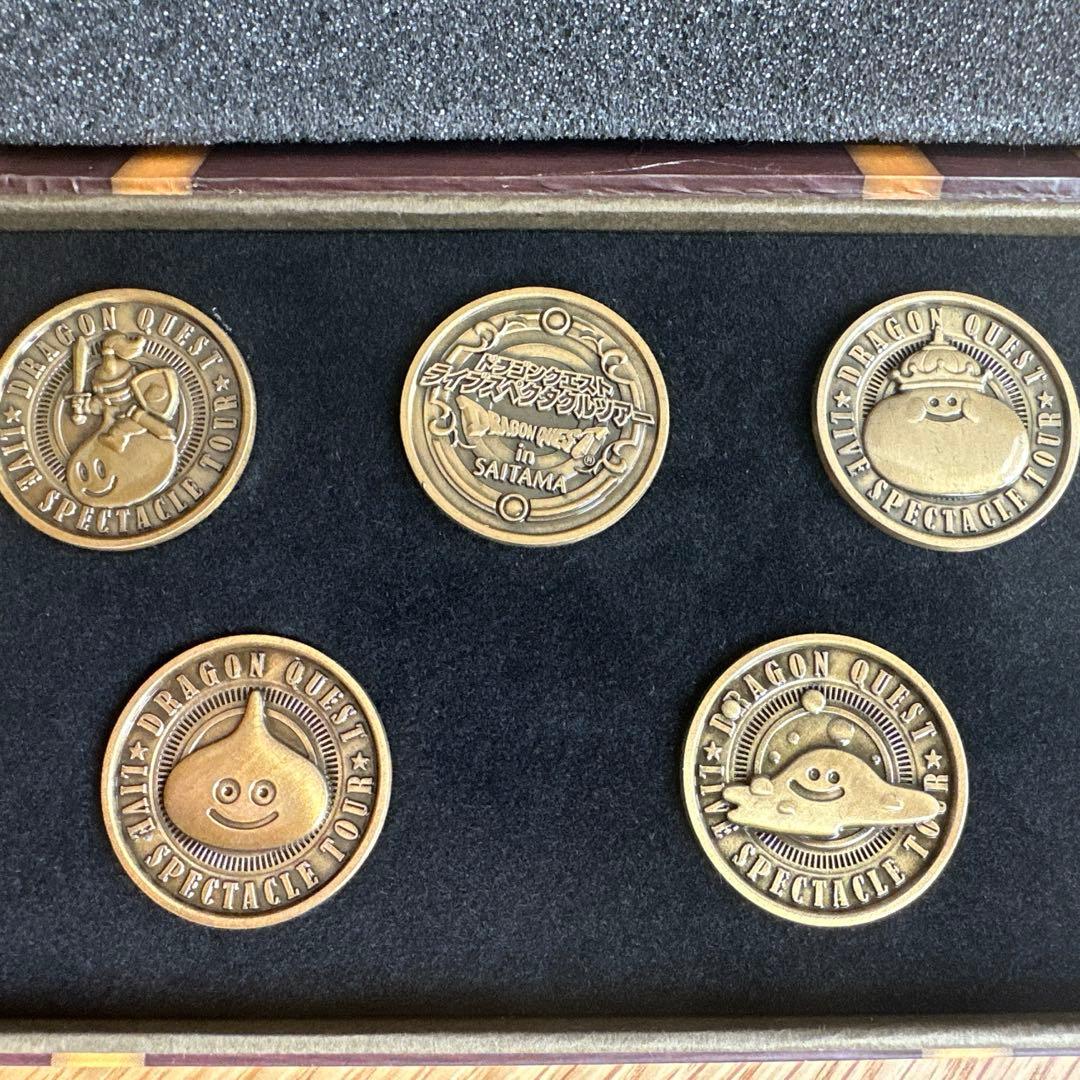 DRAGON QUEST
LIVE SPECTACLE TOUR
ドラゴンクエスト
ライブスペクタクルツアー
DRAGON QUEST®
in
SAITAMA
DRAGON QUEST
LIVE SPECTACLE TOUR
DRAGON QUEST
LIVE SPECTACLE TOUR
DRAGON QUEST
LIVE SPECTACLE TOUR